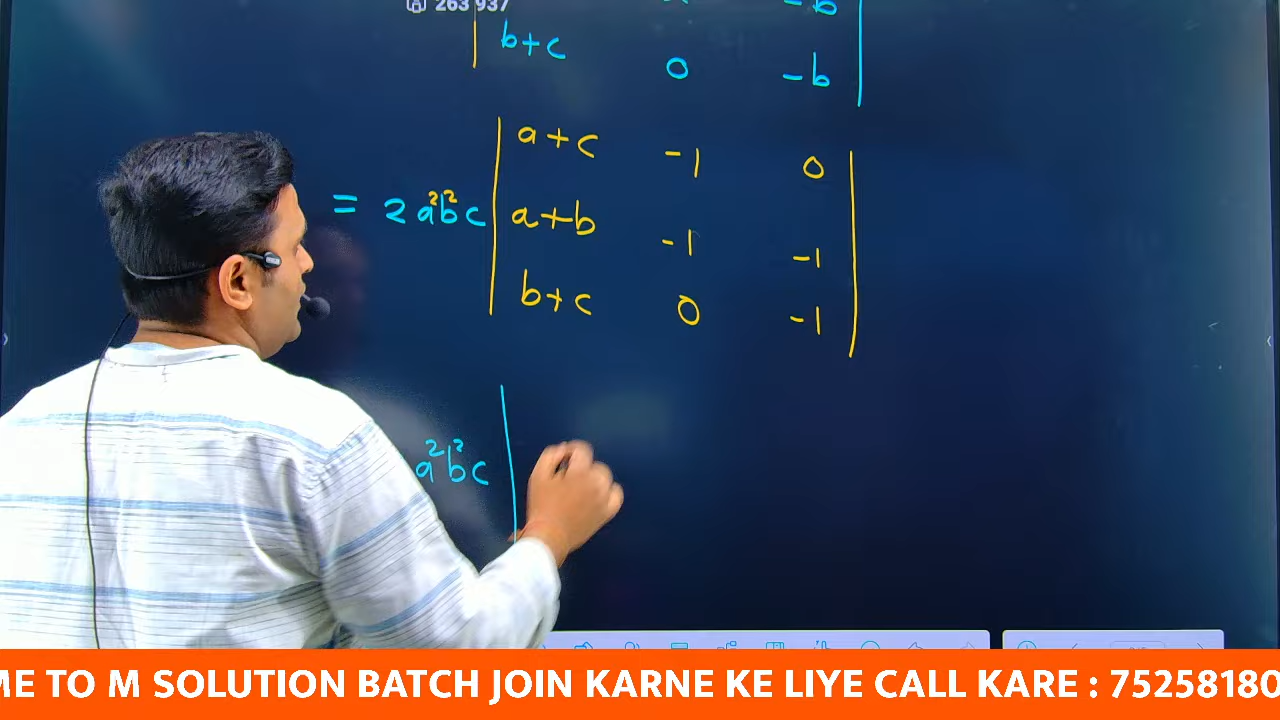 263 937
-b
b+c 0 -b
a+c -1 0
= 2a²b²c a+b -1 -1
b+c 0 -1
a²b²c
ME TO M SOLUTION BATCH JOIN KARNE KE LIYE CALL KARE : 75258180